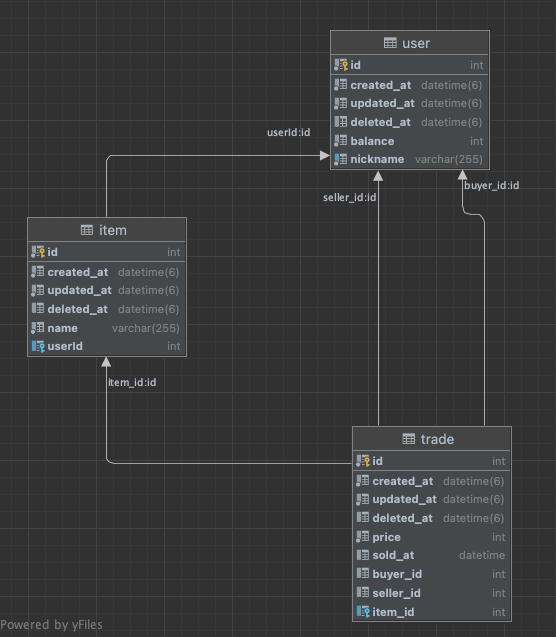 user
id int
created_at datetime(6)
updated_at datetime(6)
deleted_at datetime(6)
balance int
nickname varchar(255)
userId:id
seller_id:id
buyer_id:id
item
id int
created_at datetime(6)
updated_at datetime(6)
deleted_at datetime(6)
name varchar(255)
userId int
item_id:id
trade
id int
created_at datetime(6)
updated_at datetime(6)
deleted_at datetime(6)
price int
sold_at datetime
buyer_id int
seller_id int
item_id int
Powered by yFiles